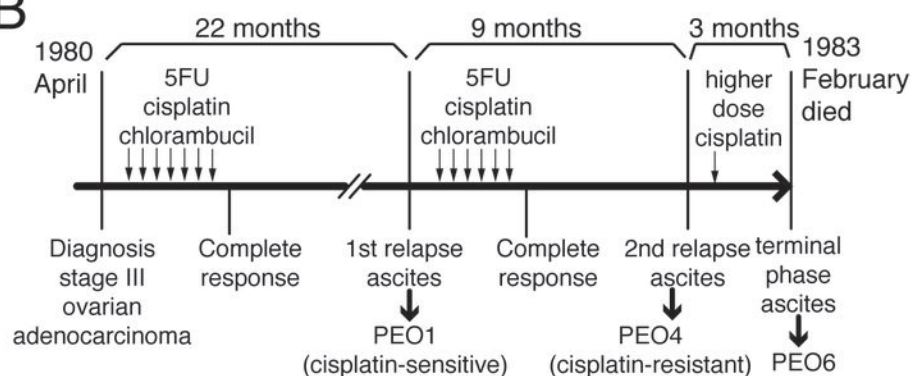 B
22 months
9 months
3 months
1980
April
1983
February
died
5FU
cisplatin
chlorambucil
5FU
cisplatin
chlorambucil
higher
dose
cisplatin
Diagnosis
stage III
ovarian
adenocarcinoma
Complete
response
1st relapse
ascites
PEO1
(cisplatin-sensitive)
Complete
response
2nd relapse
ascites
PEO4
(cisplatin-resistant)
terminal
phase
ascites
PEO6